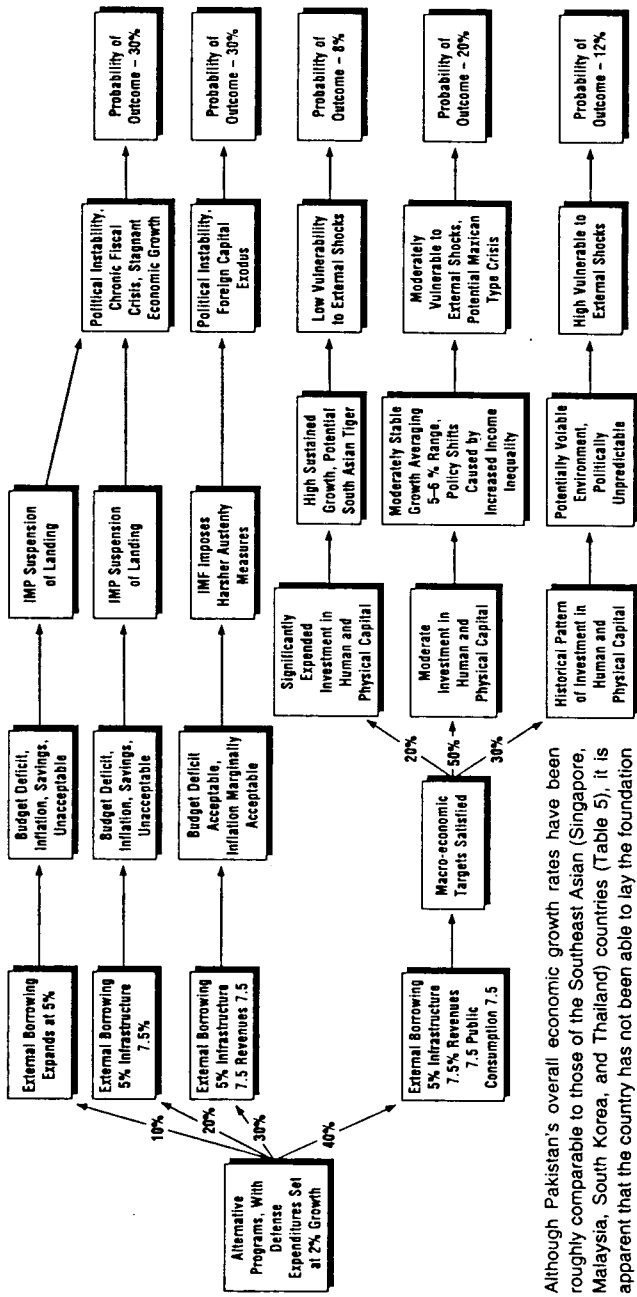 Alternative
Programs, With
Defense
Expenditures Set
at 2% Growth
10%
20%
30%
40%
External Borrowing
Expands at 5%
Budget Deficit,
Inflation, Savings,
Unacceptable
IMP Suspension
of Landing
Political Instability,
Chronic Fiscal
Crisis, Stagnant
Economic Growth
Probability of
Outcome – 30%
External Borrowing
5% Infrastructure
7.5%
Budget Deficit,
Inflation, Savings,
Unacceptable
IMP Suspension
of Landing
External Borrowing
5% Infrastructure
7.5 Revenues 7.5
Budget Deficit
Acceptable,
Inflation Marginally
Acceptable
IMF Imposes
Harsher Austenty
Measures
Political Instability,
Foreign Capital
Exodus
Probability of
Outcome – 30%
External Borrowing
5% Infrastructure
7.5% Revenues
7.5 Public
Consumption 7.5
Macro-economic
Targets Satisfied
20%
50%
30%
Significantly
Expended
Investment in
Human and
Physical Capital
High Sustained
Growth, Potential
South Asian Tiger
Low Vulnerability
to External Shocks
Probability of
Outcome – 8%
Moderate
Investment in
Human and
Physical Capital
Moderately Stable
Growth Averaging
5–6 % Range,
Policy Shifts
Caused by
Increased Income
Inequality
Moderately
Vulnerable to
External Shocks,
Potential Maxican
Type Crisis
Probability of
Outcome – 20%
Historical Pattern
of Investment in
Human and
Physical Capital
Potentially Volable
Environment,
Politically
Unpredictable
High Vulnerable to
External Shocks
Probability of
Outcome – 12%
Although Pakistan's overall economic growth rates have been
roughly comparable to those of the Southeast Asian (Singapore,
Malaysia, South Korea, and Thailand) countries (Table 5), it is
apparent that the country has not been able to lay the foundation